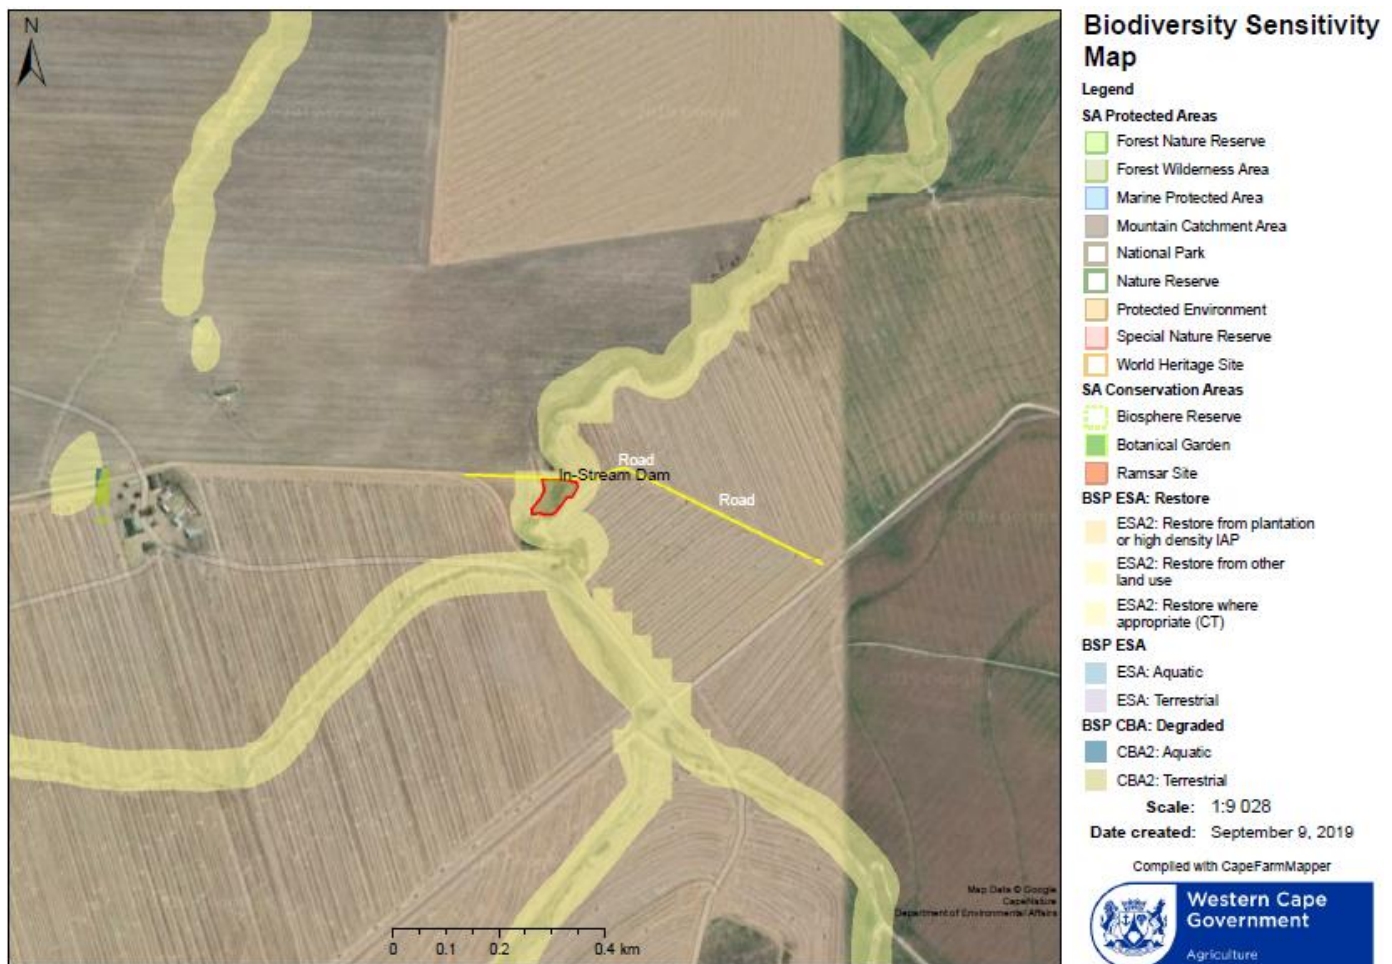 N
Road
In-Stream Dam
Road
Map Data © Google
CapeNature
Department of Environmental Affairs
0 0.1 0.2 0.4 km
Biodiversity Sensitivity
Map
Legend
SA Protected Areas
Forest Nature Reserve
Forest Wilderness Area
Marine Protected Area
Mountain Catchment Area
National Park
Nature Reserve
Protected Environment
Special Nature Reserve
World Heritage Site
SA Conservation Areas
Biosphere Reserve
Botanical Garden
Ramsar Site
BSP ESA: Restore
ESA2: Restore from plantation
or high density IAP
ESA2: Restore from other
land use
ESA2: Restore where
appropriate (CT)
BSP ESA
ESA: Aquatic
ESA: Terrestrial
BSP CBA: Degraded
CBA2: Aquatic
CBA2: Terrestrial
Scale: 1:9 028
Date created: September 9, 2019
Compiled with CapeFarmMapper
Western Cape
Government
Agriculture